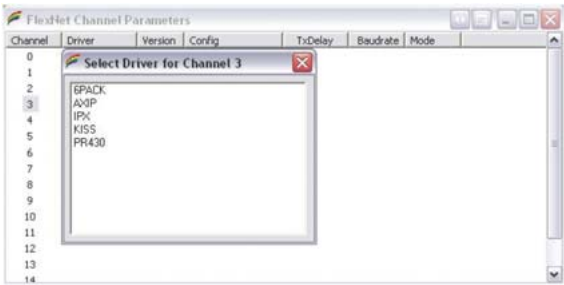 FlexNet Channel Parameters
Channel Driver Version Config TxDelay Baudrate Mode
0
Select Driver for Channel 3
1
2
6PACK
3
AXIP
4
IPX
5
KISS
6
PR430
7
8
9
10
11
12
13
14